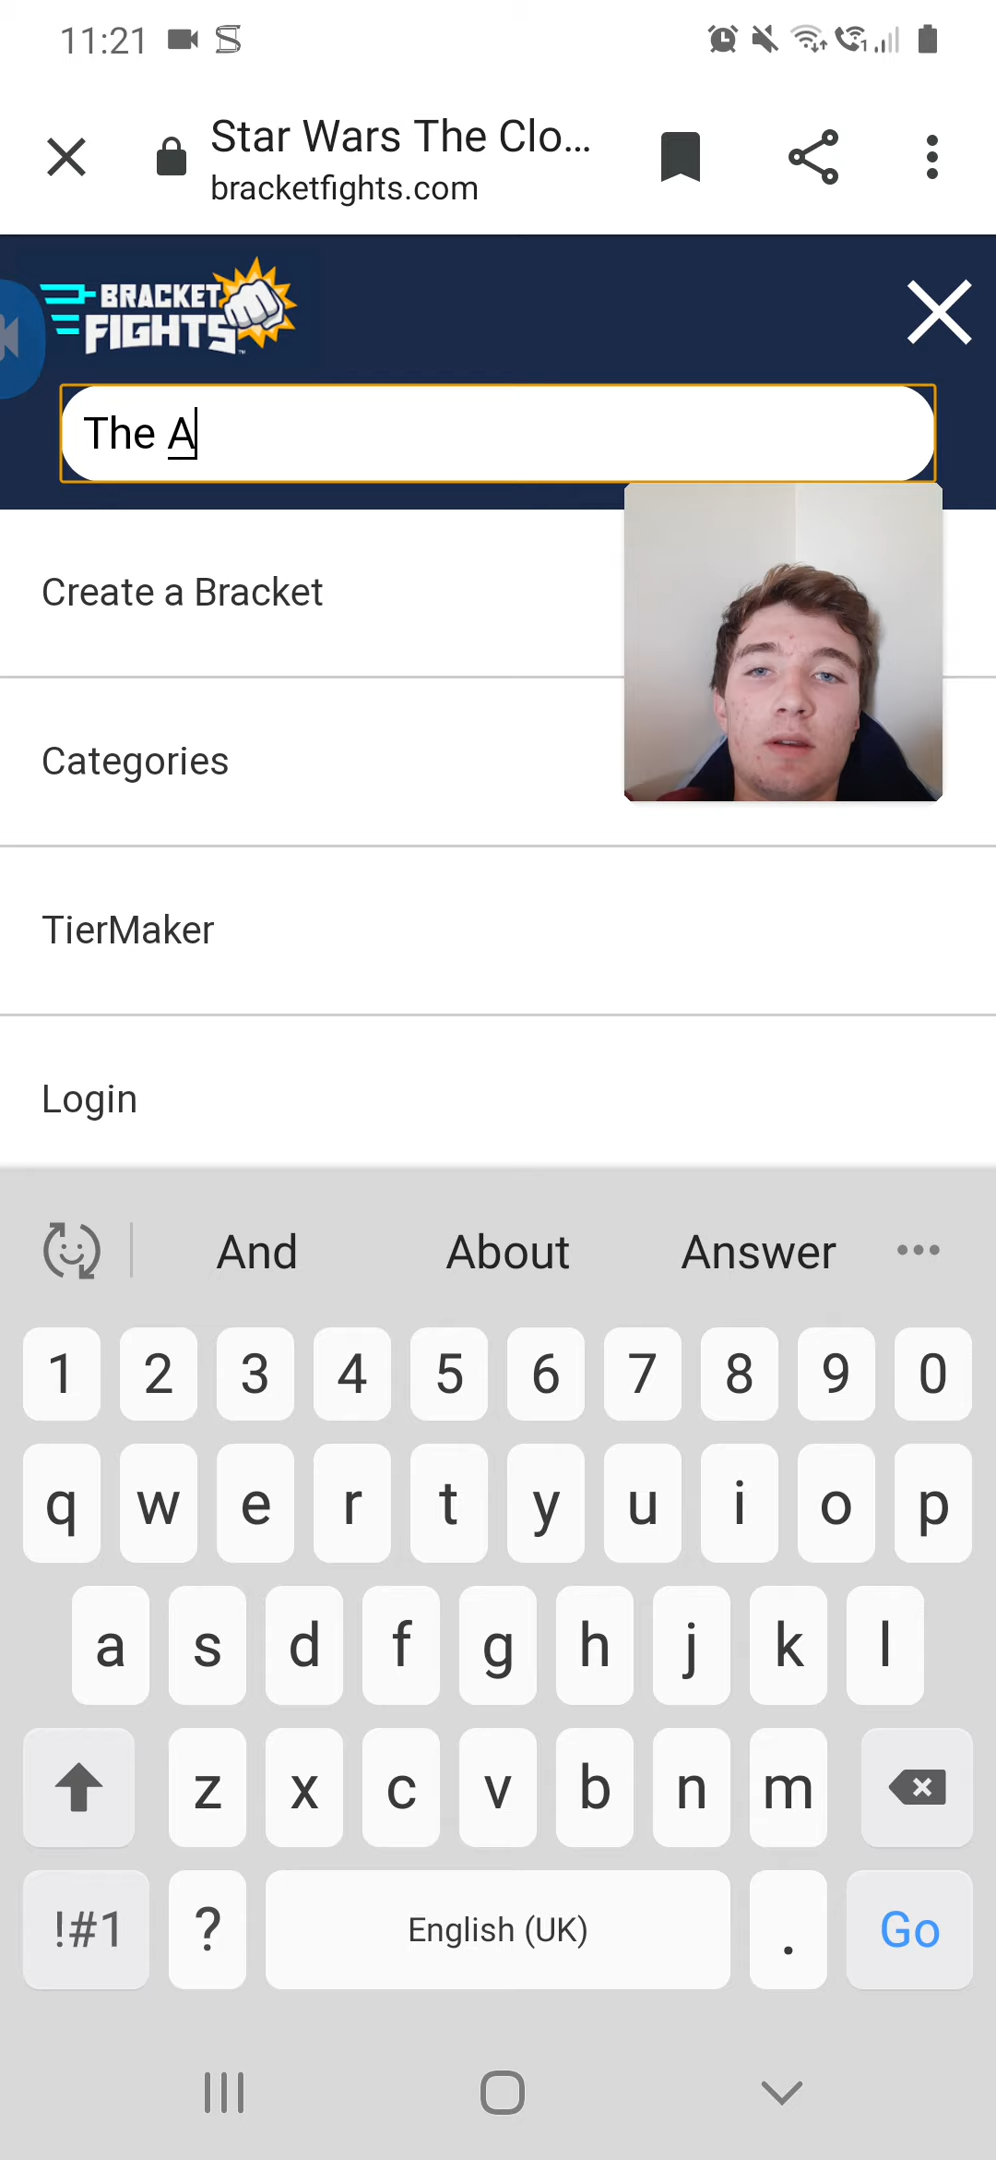 11:21
Star Wars The Clo...
bracketfights.com
BRACKET
FIGHTS™
The A
Create a Bracket
Categories
TierMaker
Login
And About Answer
1 2 3 4 5 6 7 8 9 0
q w e r t y u i o p
a s d f g h j k l
z x c v b n m
!#1 ? English (UK) . Go